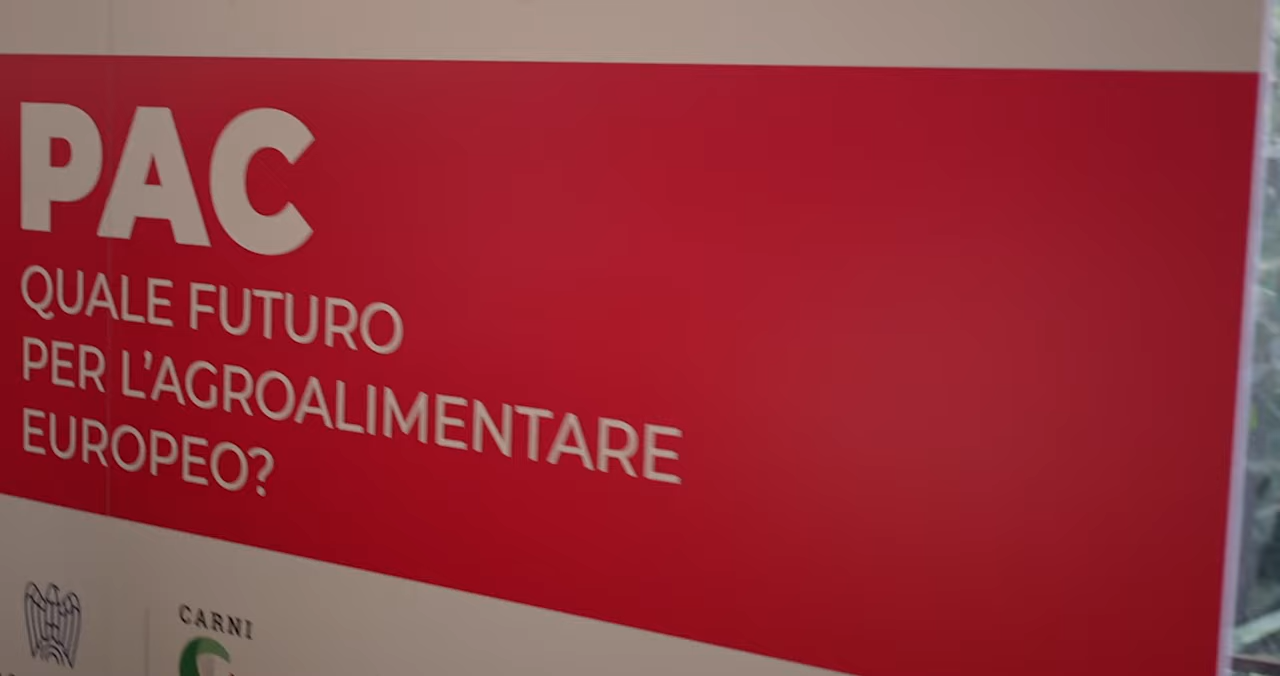 PAC
QUALE FUTURO
PER L'AGROALIMENTARE
EUROPEO?
CARNI